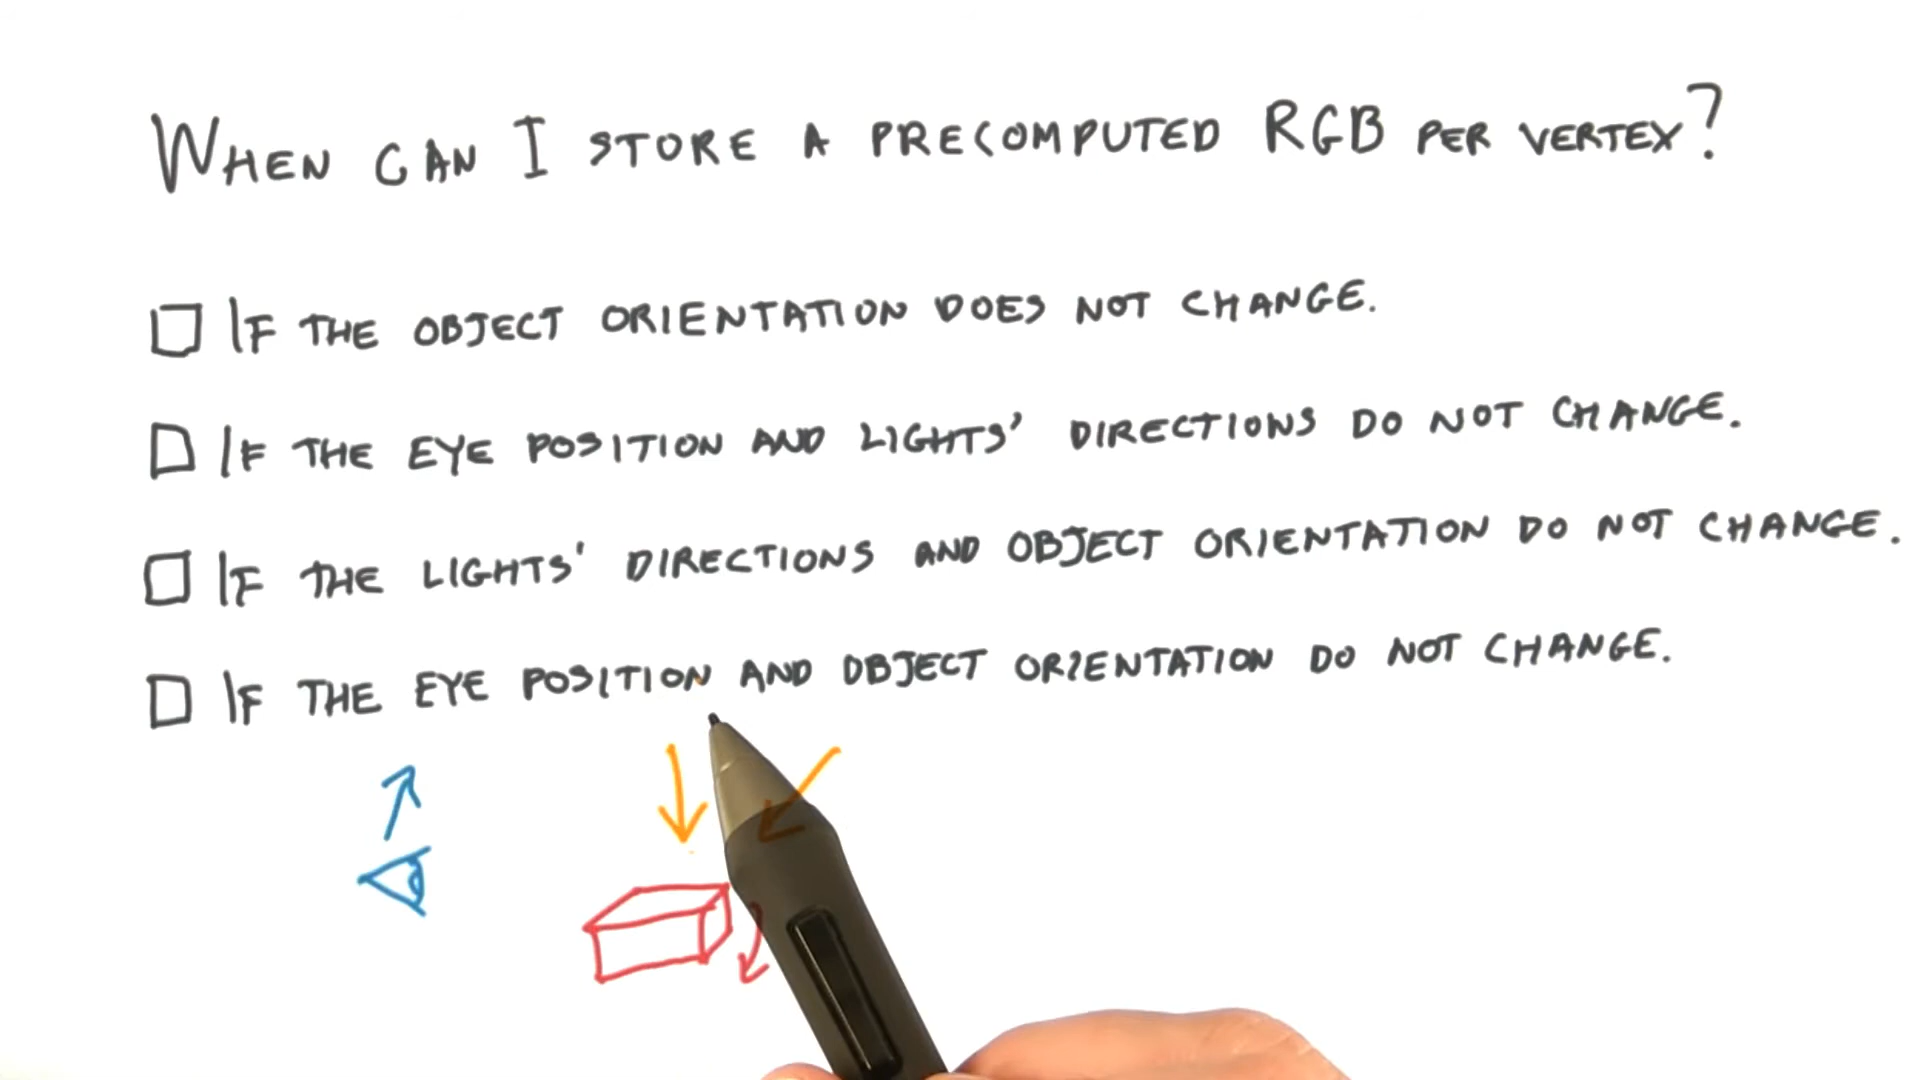 WHEN CAN I STORE A PRECOMPUTED RGB PER VERTEX?
IF THE OBJECT ORIENTATION DOES NOT CHANGE.
IF THE EYE POSITION AND LIGHTS' DIRECTIONS DO NOT CHANGE.
IF THE LIGHTS' DIRECTIONS AND OBJECT ORIENTATION DO NOT CHANGE.
IF THE EYE POSITION AND OBJECT ORIENTATION DO NOT CHANGE.